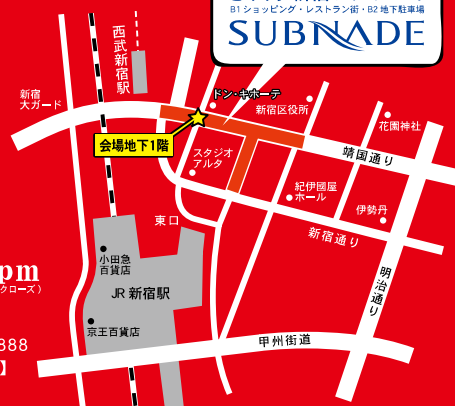 B1 ショッピング・レストラン街・B2 地下駐車場
SUBNADE
西武新宿駅
新宿
大ガード
ドン・キホーテ
新宿区役所
花園神社
会場地下1階
スタジオ
アルタ
靖国通り
紀伊國屋
ホール
伊勢丹
東口
新宿通り
小田急
百貨店
pm
クローズ）
JR 新宿駅
明治通り
京王百貨店
甲州街道
888
】